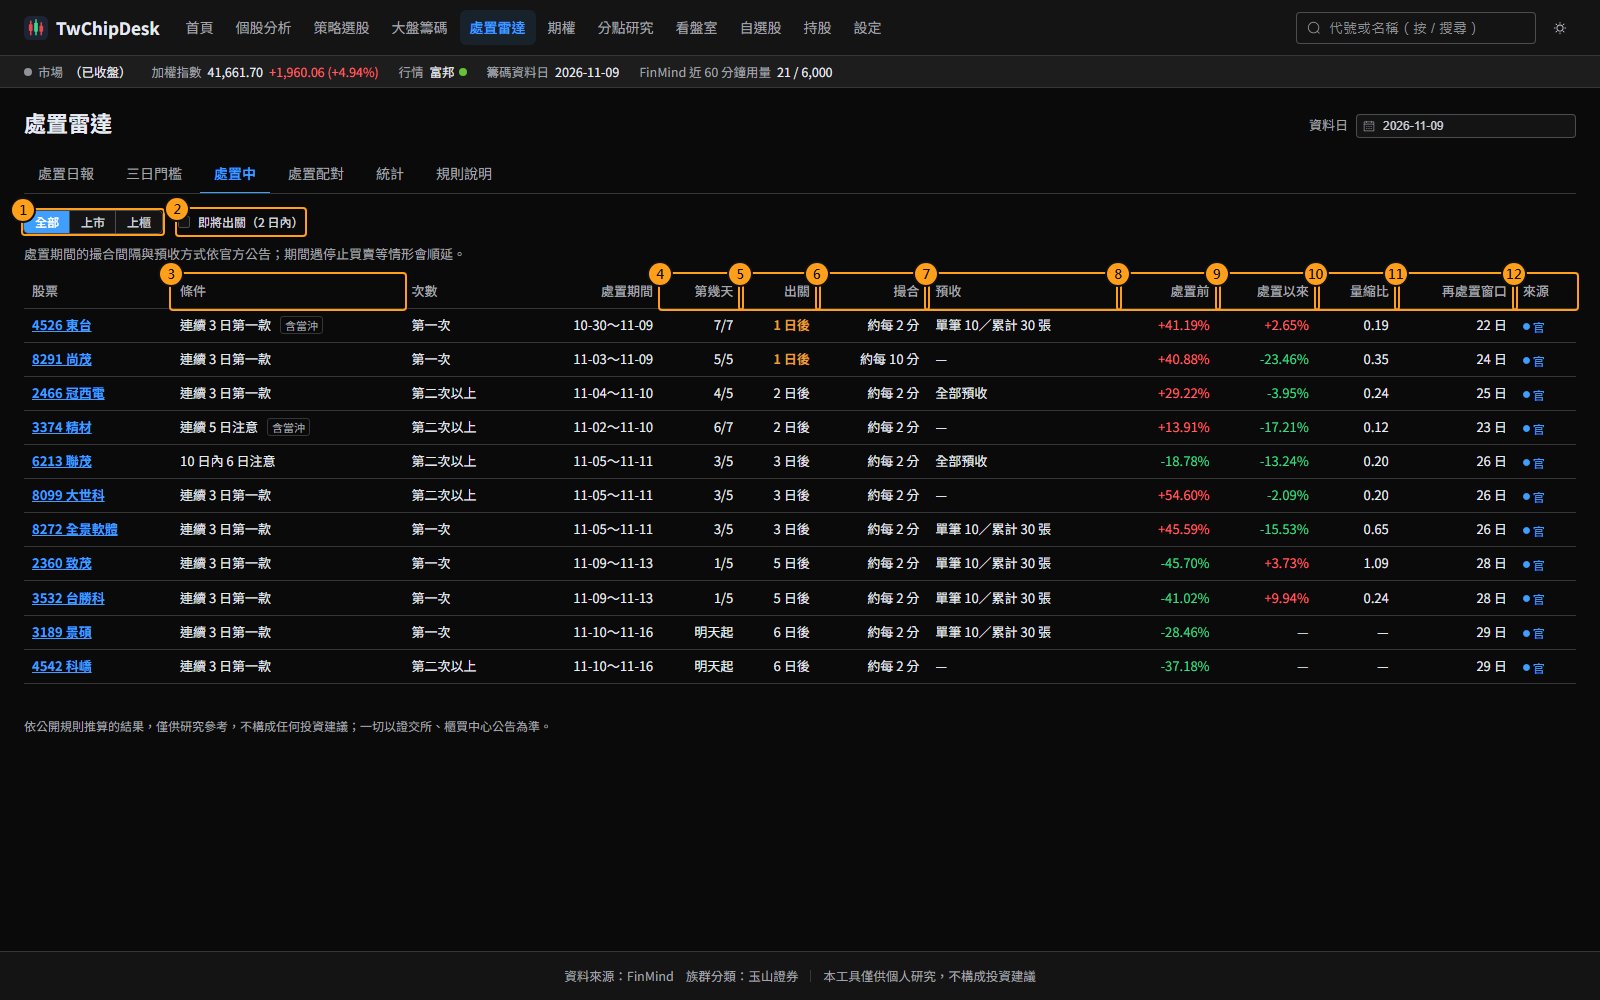 TwChipDesk 首頁 個股分析 策略選股 大盤籌碼 處置雷達 期權 分點研究 看盤室 自選股 持股 設定 代號或名稱（按 / 搜尋）
市場 （已收盤） 加權指數 41,661.70 +1,960.06 (+4.94%) 行情 富邦 籌碼資料日 2026-11-09 FinMind 近 60 分鐘用量 21 / 6,000
處置雷達 資料日 2026-11-09
處置日報 三日門檻 處置中 處置配對 統計 規則說明
1 全部 上市 上櫃 2 即將出關（2 日內）
處置期間的撮合間隔與預收方式依官方公告；期間遇停止買賣等情形會順延。
3 4 5 6 7 8 9 10 11 12
股票 條件 次數 處置期間 第幾天 出關 撮合 預收 處置前 處置以來 量縮比 再處置窗口 來源
4526 東台 連續 3 日第一款 含當沖 第一次 10-30～11-09 7/7 1 日後 約每 2 分 單筆 10／累計 30 張 +41.19% +2.65% 0.19 22 日 官
8291 尚茂 連續 3 日第一款 第一次 11-03～11-09 5/5 1 日後 約每 10 分 — +40.88% -23.46% 0.35 24 日 官
2466 冠西電 連續 3 日第一款 第二次以上 11-04～11-10 4/5 2 日後 約每 2 分 全部預收 +29.22% -3.95% 0.24 25 日 官
3374 精材 連續 5 日注意 含當沖 第二次以上 11-02～11-10 6/7 2 日後 約每 2 分 — +13.91% -17.21% 0.12 23 日 官
6213 聯茂 10 日內 6 日注意 第二次以上 11-05～11-11 3/5 3 日後 約每 2 分 全部預收 -18.78% -13.24% 0.20 26 日 官
8099 大世科 連續 3 日第一款 第二次以上 11-05～11-11 3/5 3 日後 約每 2 分 — +54.60% -2.09% 0.20 26 日 官
8272 全景軟體 連續 3 日第一款 第一次 11-05～11-11 3/5 3 日後 約每 2 分 單筆 10／累計 30 張 +45.59% -15.53% 0.65 26 日 官
2360 致茂 連續 3 日第一款 第一次 11-09～11-13 1/5 5 日後 約每 2 分 單筆 10／累計 30 張 -45.70% +3.73% 1.09 28 日 官
3532 台勝科 連續 3 日第一款 第一次 11-09～11-13 1/5 5 日後 約每 2 分 單筆 10／累計 30 張 -41.02% +9.94% 0.24 28 日 官
3189 景碩 連續 3 日第一款 第一次 11-10～11-16 明天起 6 日後 約每 2 分 單筆 10／累計 30 張 -28.46% — — 29 日 官
4542 科嶠 連續 3 日第一款 第二次以上 11-10～11-16 明天起 6 日後 約每 2 分 — -37.18% — — 29 日 官
依公開規則推算的結果，僅供研究參考，不構成任何投資建議；一切以證交所、櫃買中心公告為準。
資料來源：FinMind 族群分類：玉山證券 本工具僅供個人研究，不構成投資建議